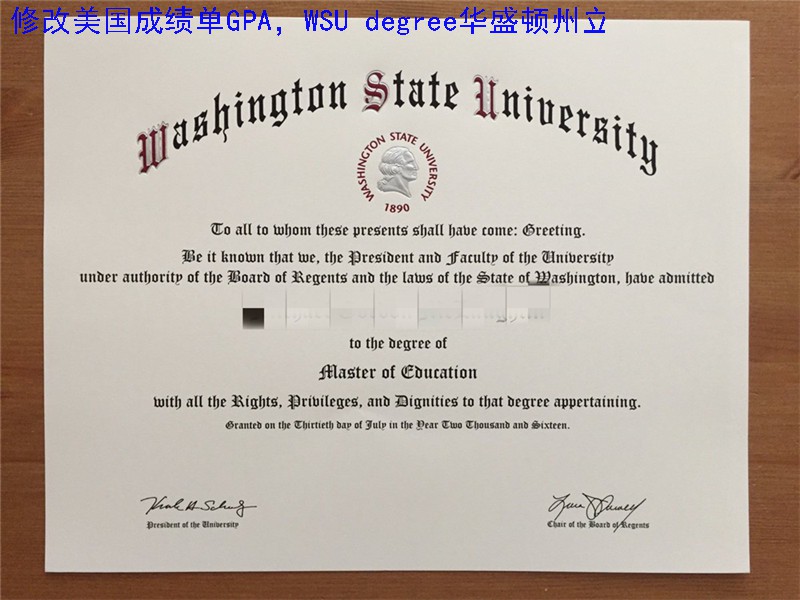 修改美国成绩单GPA，WSU degree华盛顿州立
Washington State University
WASHINGTON STATE UNIVERSITY
1890
To all to whom these presents shall have come: Greeting.
Be it known that we, the President and Faculty of the University
under authority of the Board of Regents and the laws of the State of Washington, have admitted
to the degree of
Master of Education
with all the Rights, Privileges, and Dignities to that degree appertaining.
Granted on the Thirtieth day of July in the Year Two Thousand and Sixteen.
President of the University
Chair of the Board of Regents